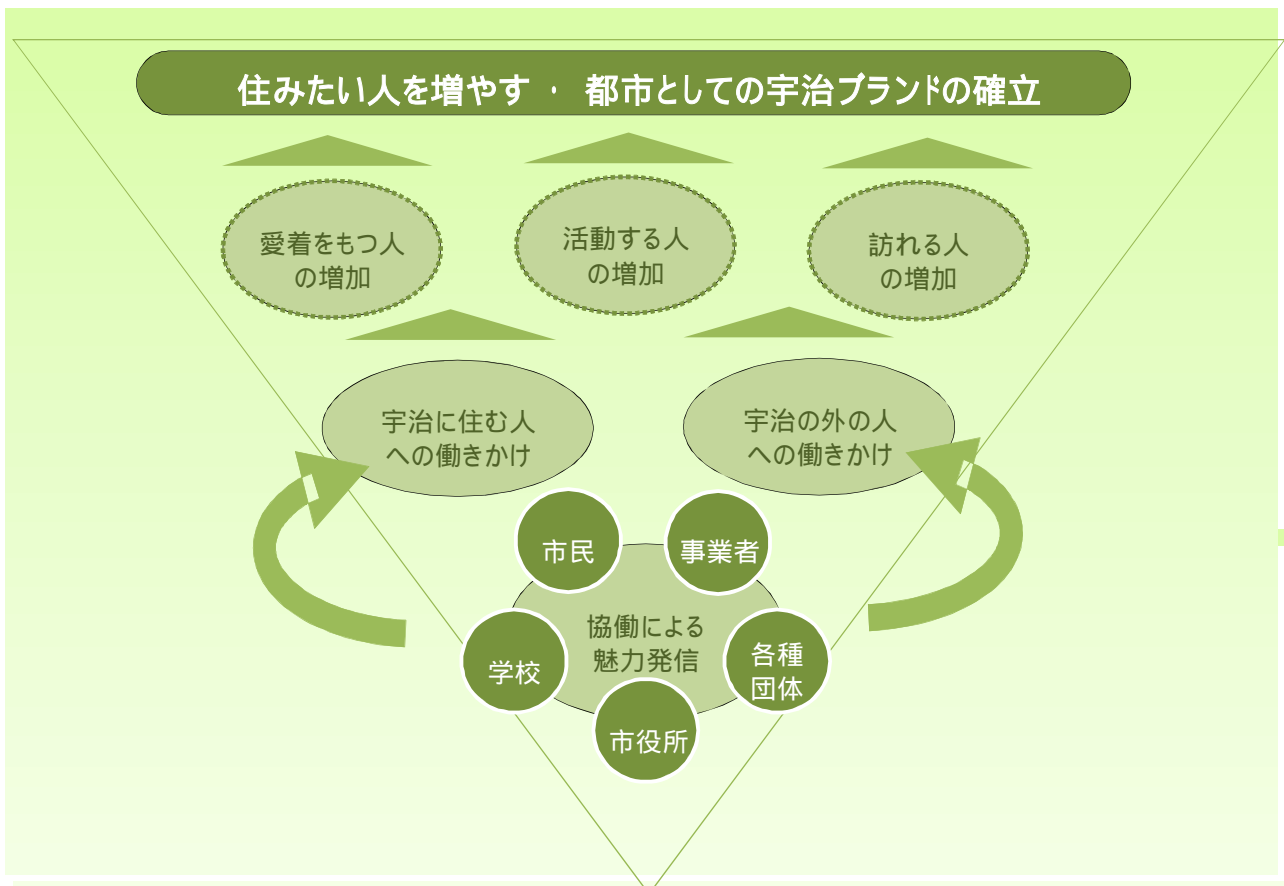 住みたい人を増やす ・ 都市としての宇治ブランドの確立
愛着をもつ人
の増加
活動する人
の増加
訪れる人
の増加
宇治に住む人
への働きかけ
宇治の外の人
への働きかけ
市民
事業者
協働による
魅力発信
学校
各種
団体
市役所